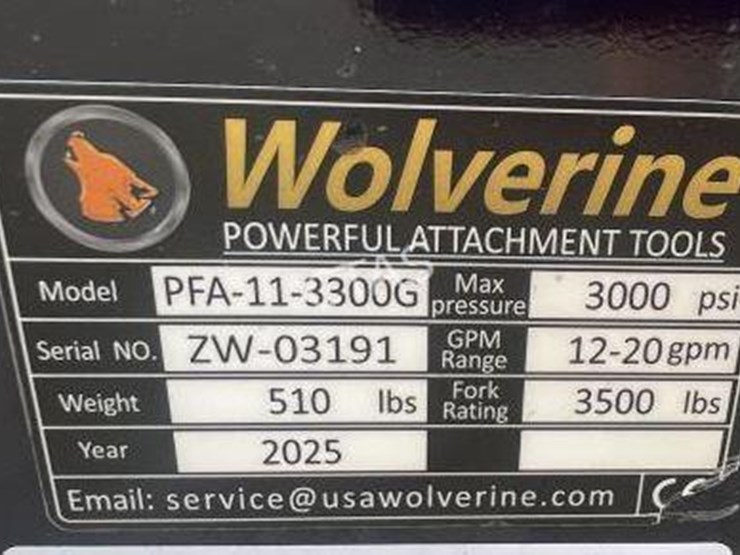 Wolverine
POWERFUL ATTACHMENT TOOLS
Model PFA-11-3300G Max pressure 3000 psi
Serial NO. ZW-03191 GPM Range 12-20 gpm
Weight 510 lbs Fork Rating 3500 lbs
Year 2025
Email: service@usawolverine.com